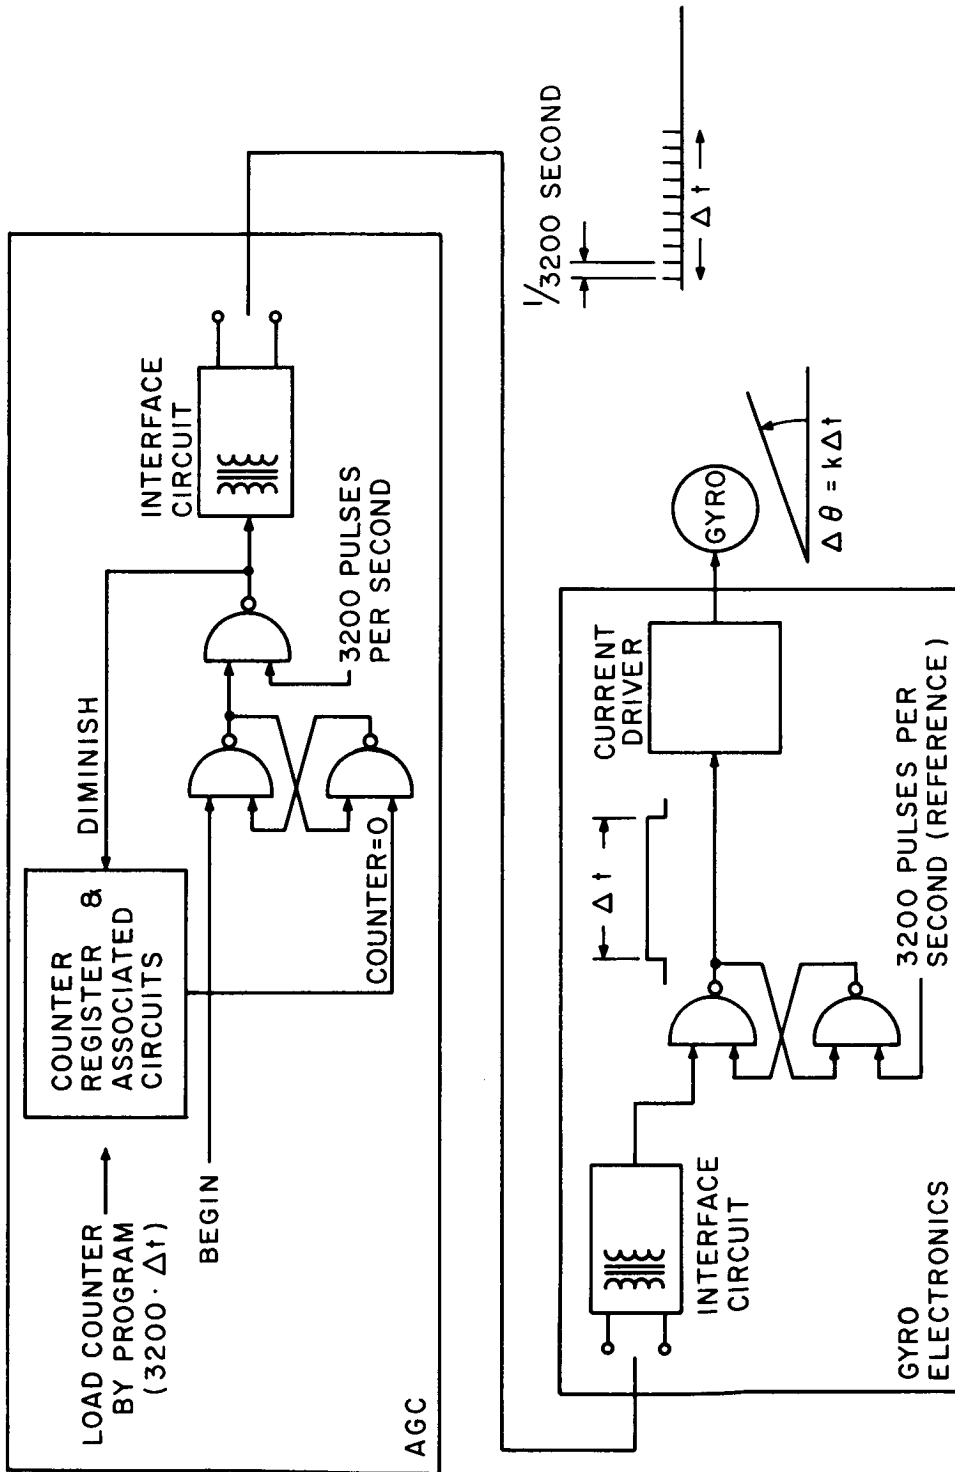 LOAD COUNTER
BY PROGRAM
(3200 · Δt)
COUNTER
REGISTER &
ASSOCIATED
CIRCUITS
DIMINISH
BEGIN
COUNTER=0
3200 PULSES
PER SECOND
INTERFACE
CIRCUIT
AGC
1/3200 SECOND
Δt
INTERFACE
CIRCUIT
Δt
CURRENT
DRIVER
GYRO
Δθ = kΔt
3200 PULSES PER
SECOND (REFERENCE)
GYRO
ELECTRONICS